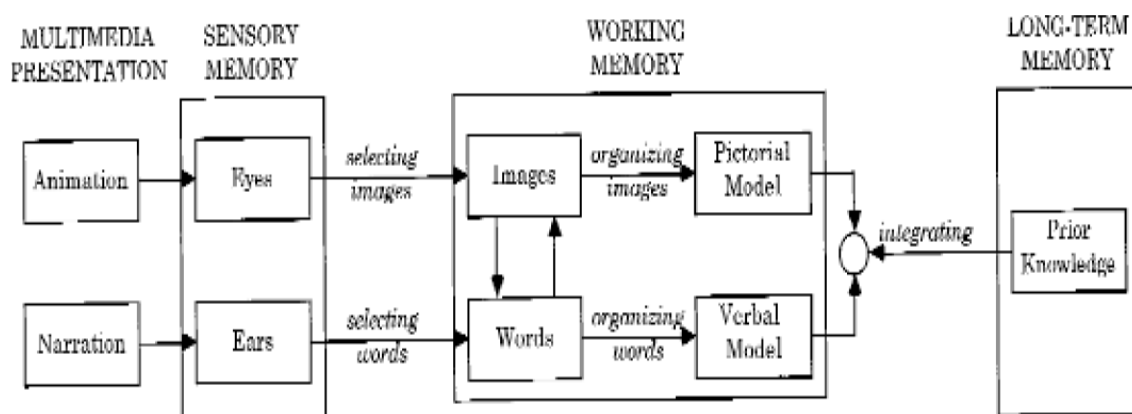 MULTIMEDIA
PRESENTATION
SENSORY
MEMORY
WORKING
MEMORY
LONG-TERM
MEMORY
Animation
Eyes
selecting
images
Images
organizing
images
Pictorial
Model
integrating
Prior
Knowledge
Narration
Ears
selecting
words
Words
organizing
words
Verbal
Model